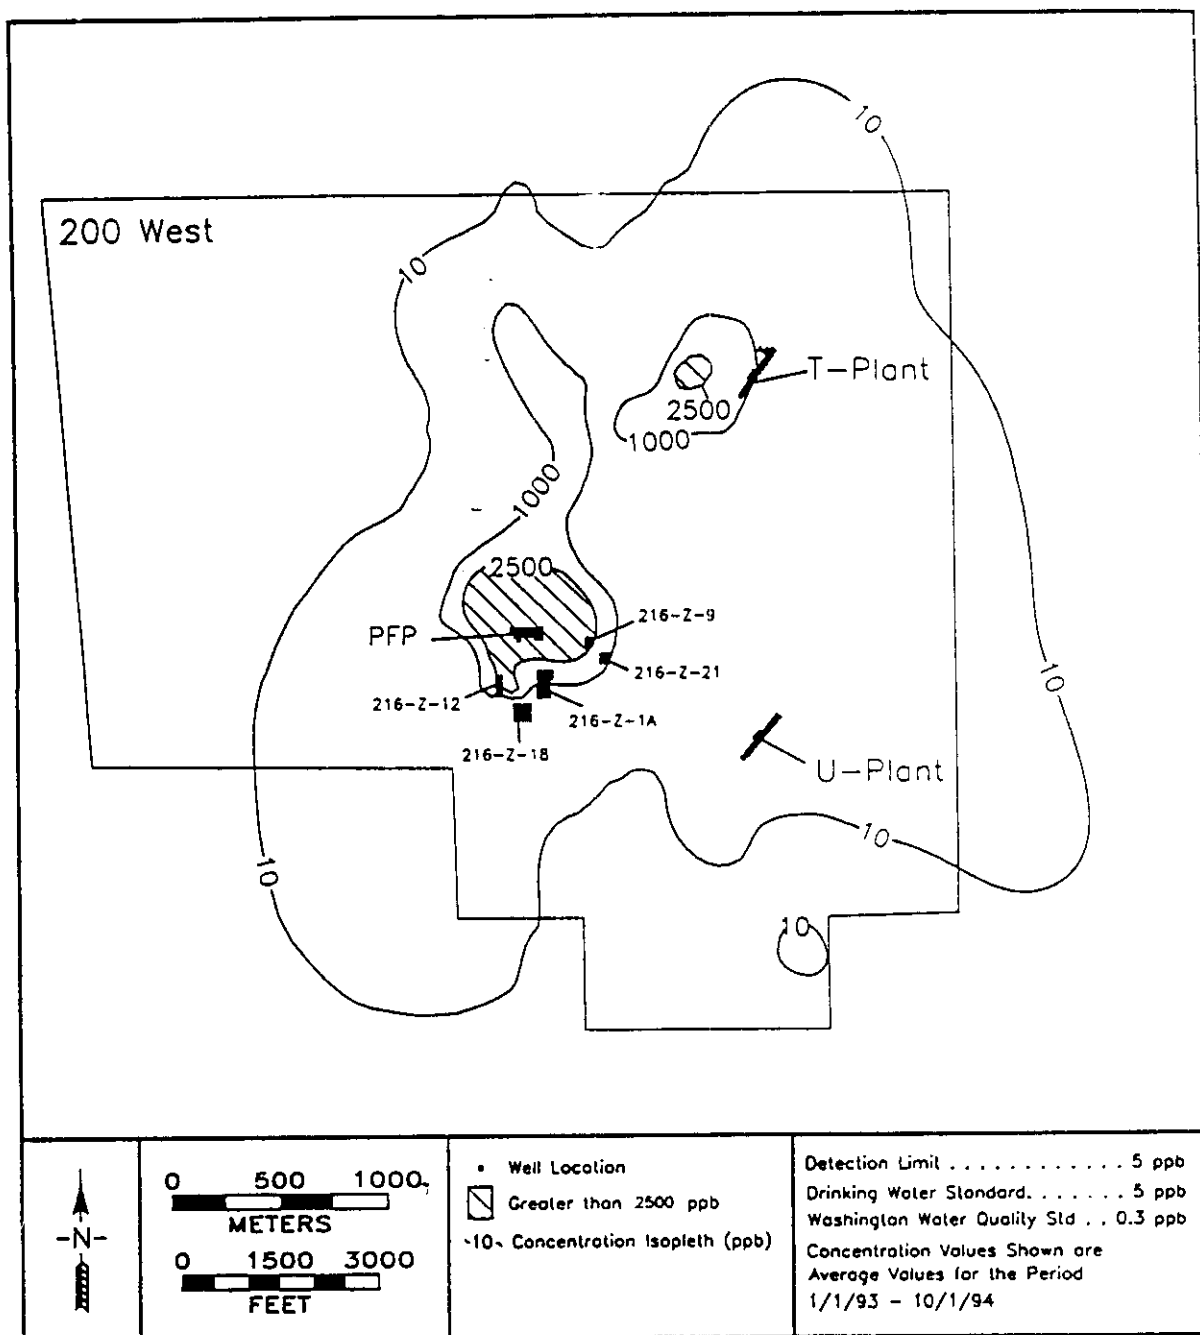 10
200 West
10
T-Plant
2500
1000
1000
2500
216-Z-9
PFP
216-Z-21
216-Z-12
216-Z-1A
10
216-Z-18
U-Plant
10
10
10
0 500 1000
METERS
0 1500 3000
FEET
-N-
Well Location
Greater than 2500 ppb
-10- Concentration Isopleth (ppb)
Detection Limit . . . . . . . . . . . . . 5 ppb
Drinking Water Standard. . . . . . . 5 ppb
Washington Water Quality Std . . 0.3 ppb
Concentration Values Shown are
Average Values for the Period
1/1/93 - 10/1/94